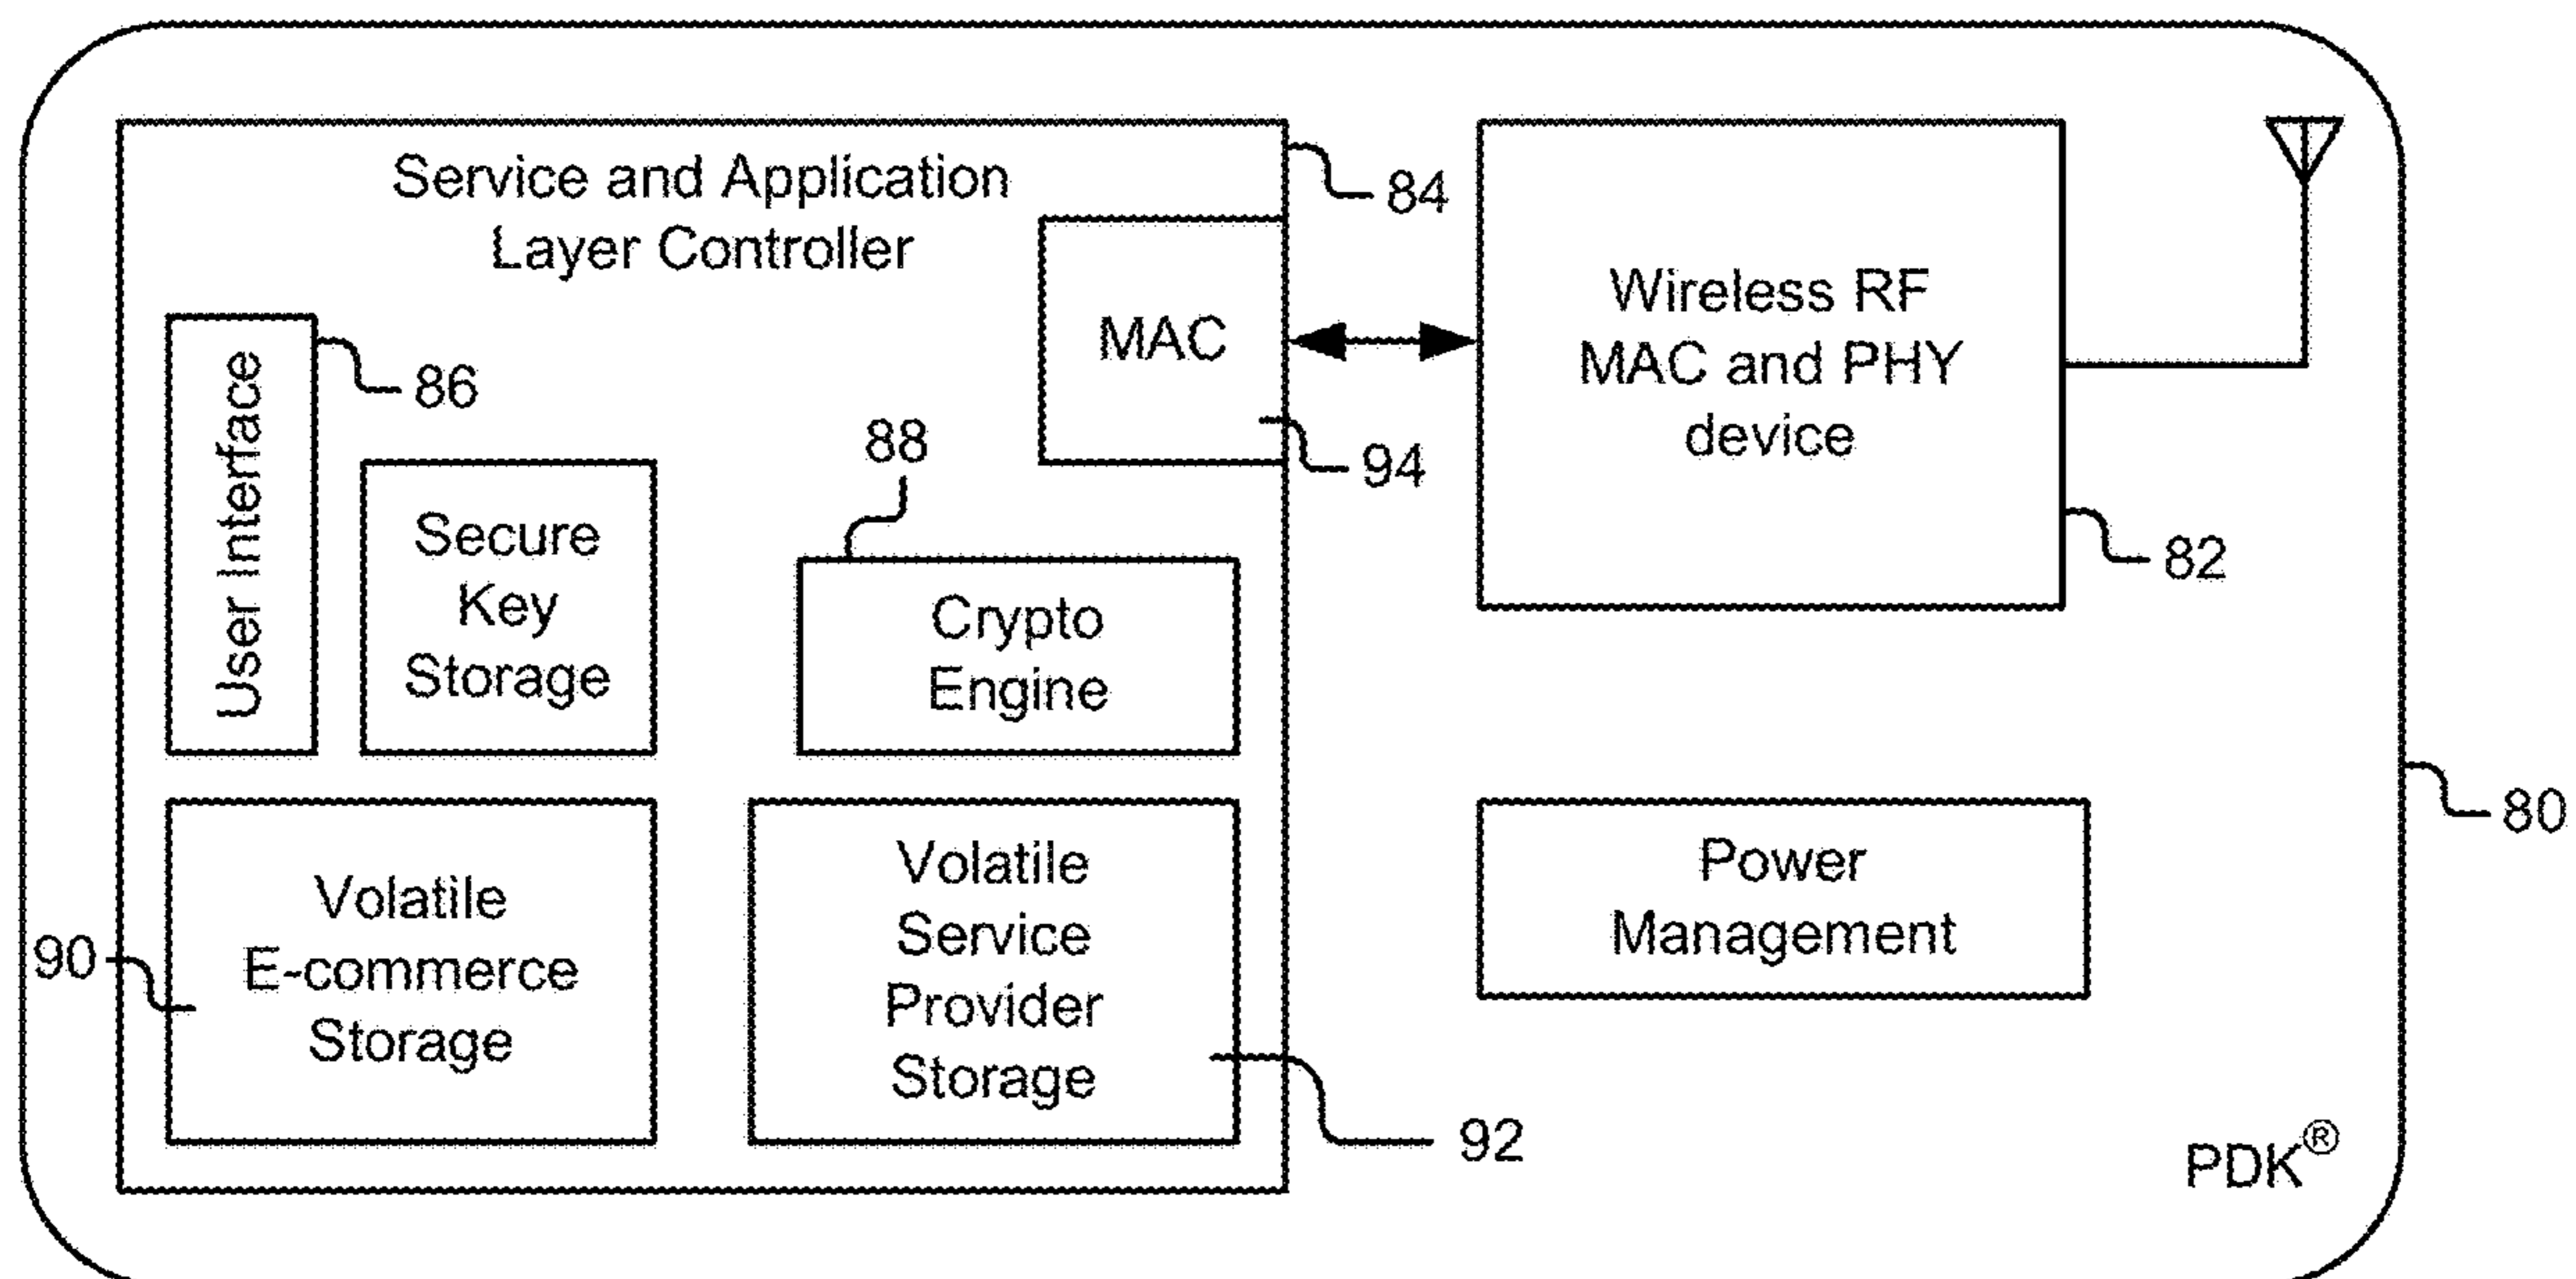 Service and Application
Layer Controller
84
MAC
94
Wireless RF
MAC and PHY
device
82
User Interface
86
Secure
Key
Storage
88
Crypto
Engine
Volatile
E-commerce
Storage
90
Volatile
Service
Provider
Storage
92
Power
Management
80
PDK®